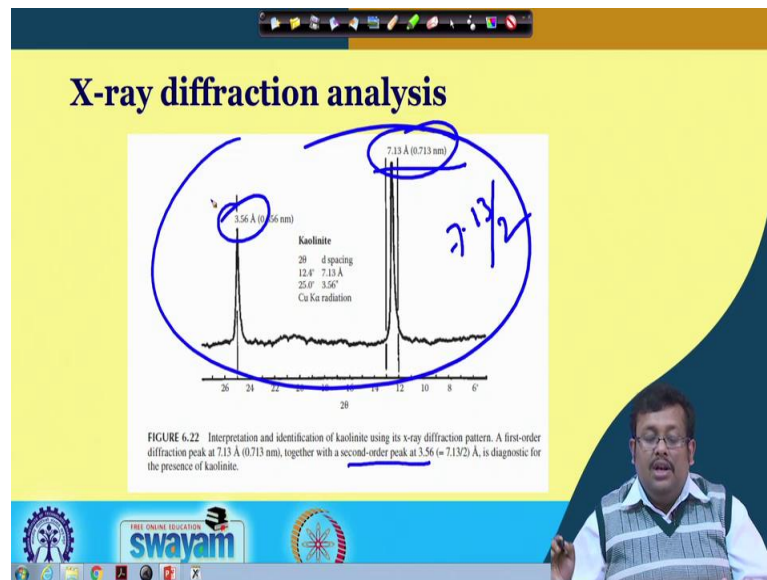 X-ray diffraction analysis
7.13 Å (0.713 nm)
3.56 Å (0.356 nm)
7.13/2
Kaolinite
2θ d spacing
12.4° 7.13 Å
25.0° 3.56"
Cu Kα radiation
26 24 22 20 18 16 14 12 10 8 6°
2θ
FIGURE 6.22 Interpretation and identification of kaolinite using its x-ray diffraction pattern. A first-order
diffraction peak at 7.13 Å (0.713 nm), together with a second-order peak at 3.56 (= 7.13/2) Å, is diagnostic for
the presence of kaolinite.
FREE ONLINE EDUCATION
swayam